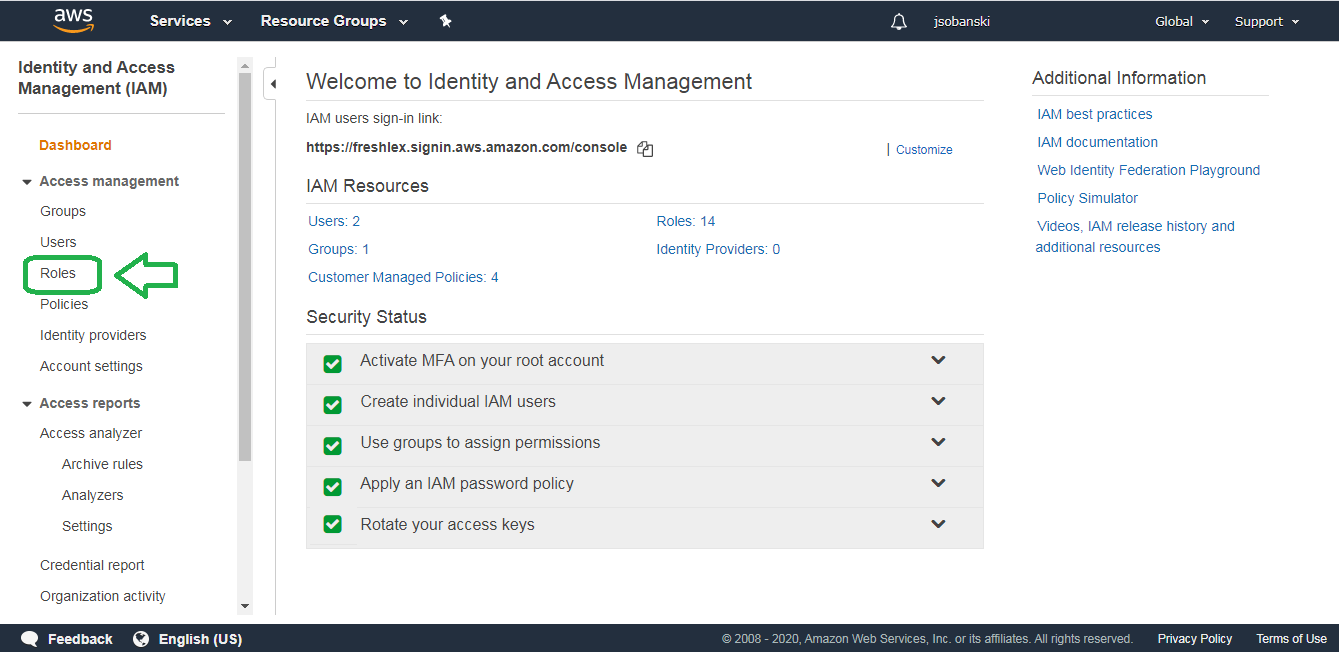 aws Services Resource Groups jsobanski Global Support
Identity and Access
Management (IAM)
Dashboard
Access management
Groups
Users
Roles
Policies
Identity providers
Account settings
Access reports
Access analyzer
Archive rules
Analyzers
Settings
Credential report
Organization activity
Welcome to Identity and Access Management
IAM users sign-in link:
https://freshlex.signin.aws.amazon.com/console | Customize
IAM Resources
Users: 2 Roles: 14
Groups: 1 Identity Providers: 0
Customer Managed Policies: 4
Security Status
Activate MFA on your root account
Create individual IAM users
Use groups to assign permissions
Apply an IAM password policy
Rotate your access keys
Additional Information
IAM best practices
IAM documentation
Web Identity Federation Playground
Policy Simulator
Videos, IAM release history and
additional resources
Feedback English (US) © 2008 - 2020, Amazon Web Services, Inc. or its affiliates. All rights reserved. Privacy Policy Terms of Use